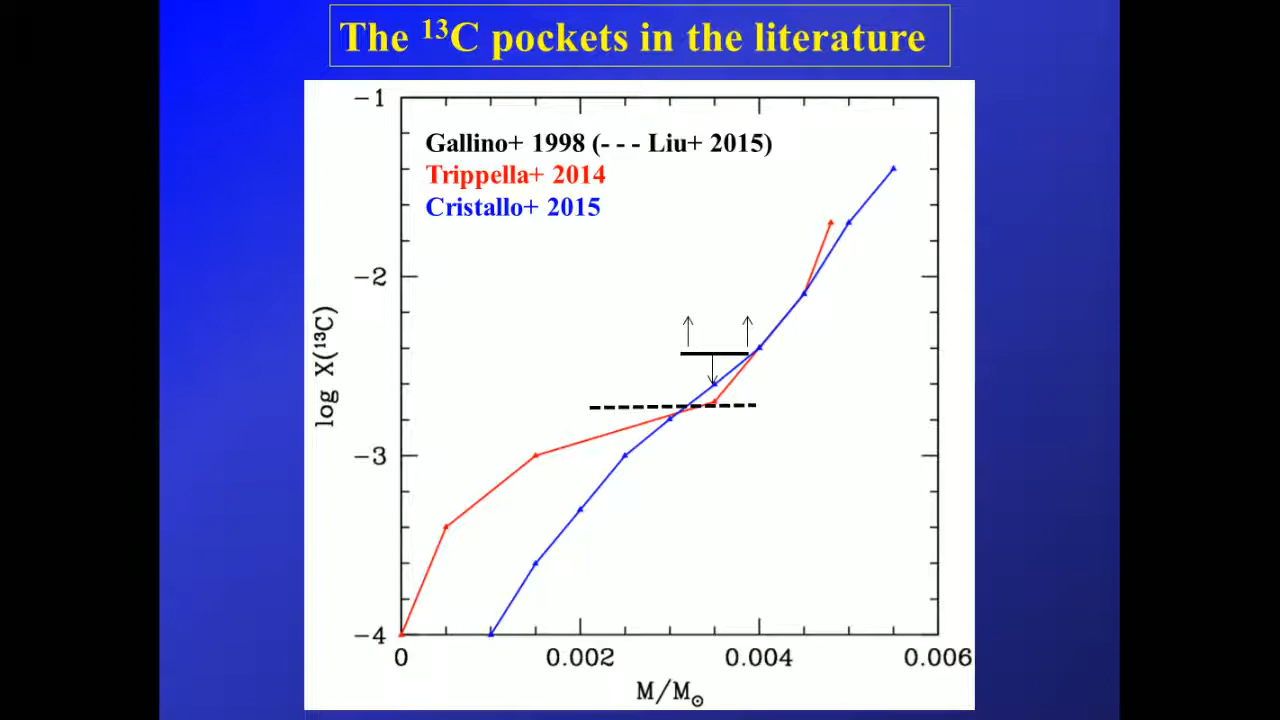 The ¹³C pockets in the literature
−1
Gallino+ 1998 (- - - Liu+ 2015)
Trippella+ 2014
Cristallo+ 2015
−2
log X(¹³C)
−3
−4
0 0.002 0.004 0.006
M/M☉